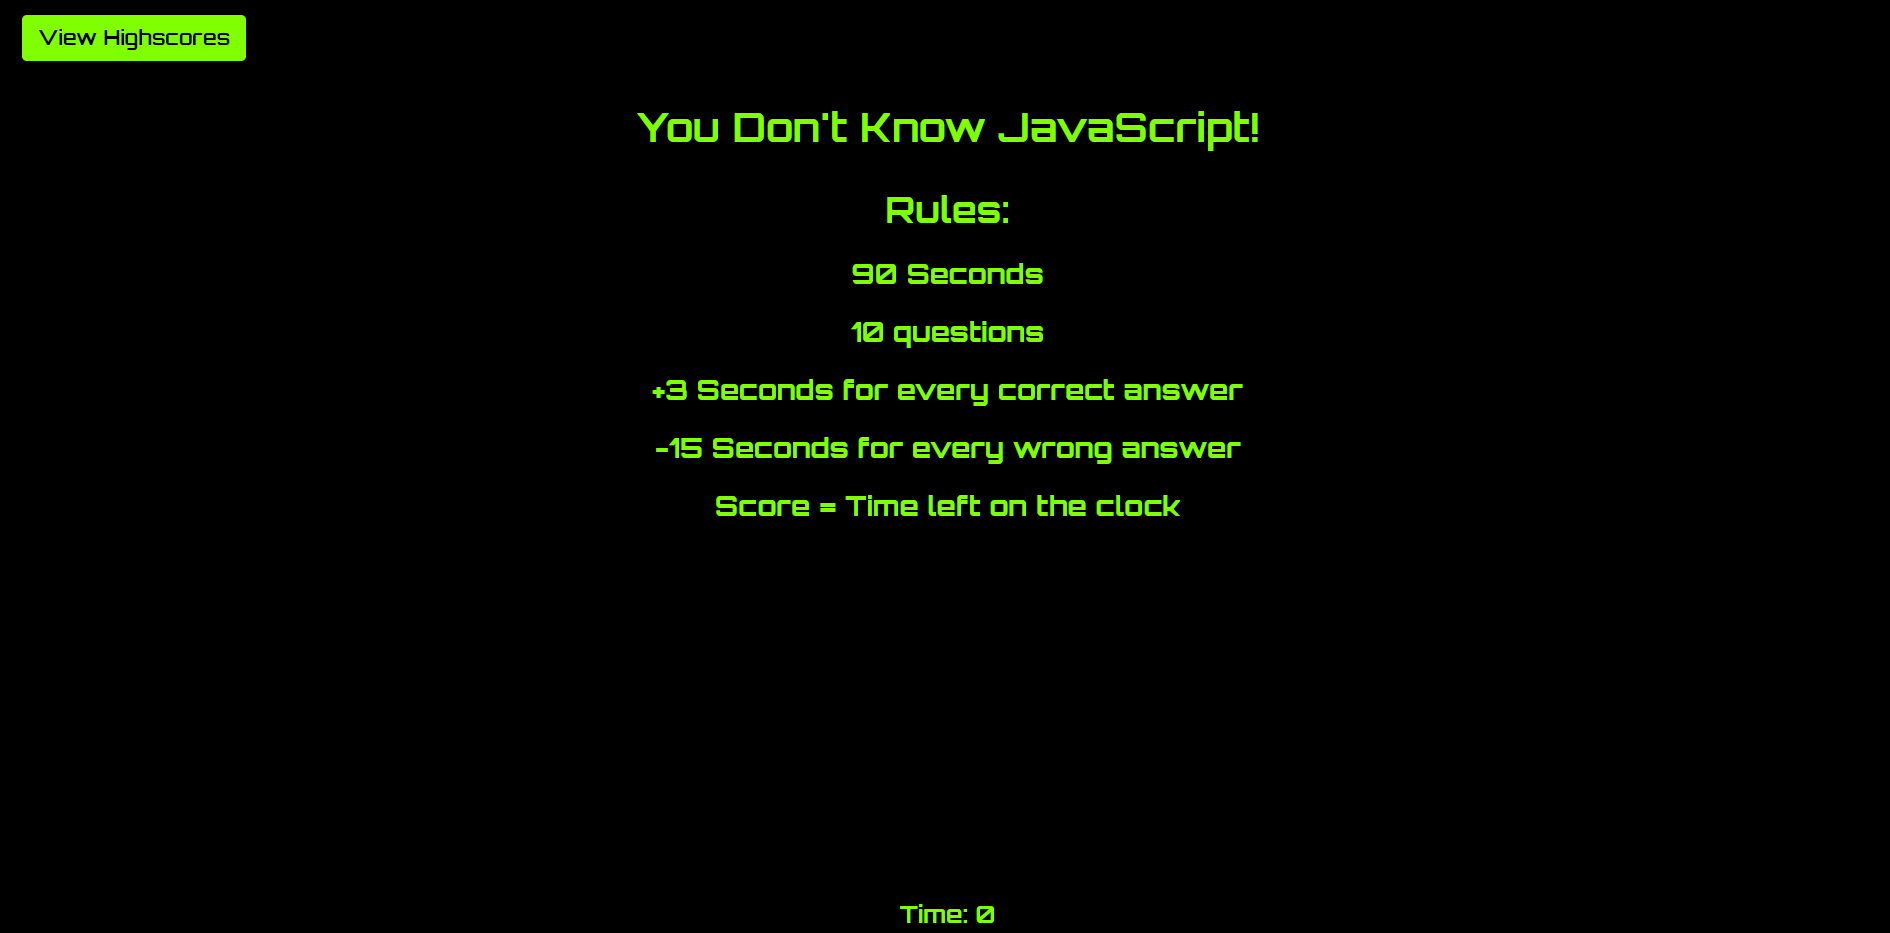 View Highscores
You Don't Know JavaScript!
Rules:
90 Seconds
10 questions
+3 Seconds for every correct answer
-15 Seconds for every wrong answer
Score = Time left on the clock
Time: 0